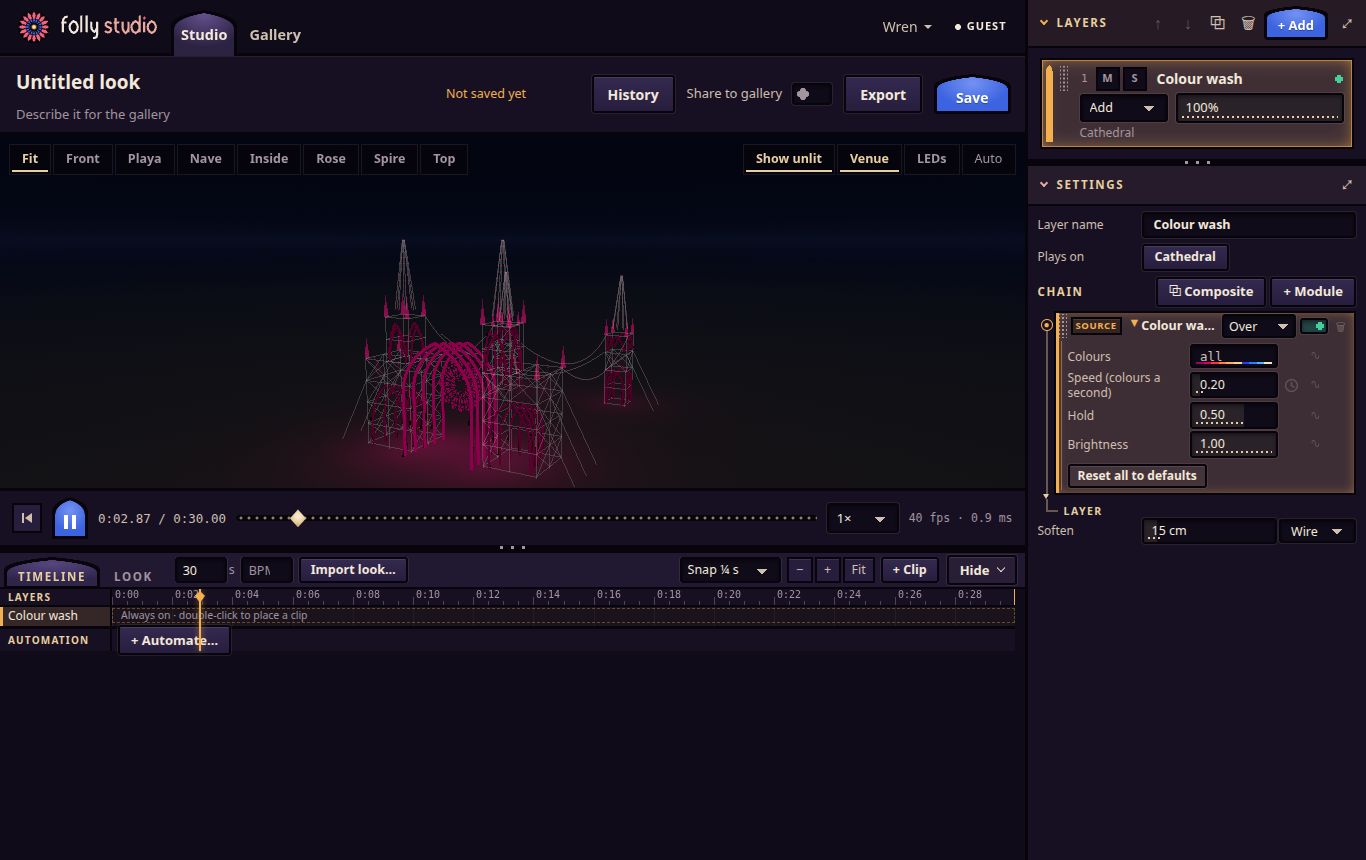 folly studio
Studio
Gallery
Wren
GUEST
Untitled look
Describe it for the gallery
Not saved yet
History
Share to gallery
Export
Save
Fit
Front
Playa
Nave
Inside
Rose
Spire
Top
Show unlit
Venue
LEDs
Auto
0:02.87 / 0:30.00
1×
40 fps · 0.9 ms
TIMELINE
LOOK
30 s
BPM
Import look...
Snap ¼ s
−
+
Fit
+ Clip
Hide
LAYERS
0:00 0:02 0:04 0:06 0:08 0:10 0:12 0:14 0:16 0:18 0:20 0:22 0:24 0:26 0:28
Colour wash
Always on · double-click to place a clip
AUTOMATION
+ Automate...
LAYERS
+ Add
1 M S Colour wash
Add
100%
Cathedral
SETTINGS
Layer name
Colour wash
Plays on
Cathedral
CHAIN
Composite
+ Module
SOURCE
Colour wa...
Over
Colours
all
Speed (colours a
second)
0.20
Hold
0.50
Brightness
1.00
Reset all to defaults
LAYER
Soften
15 cm
Wire